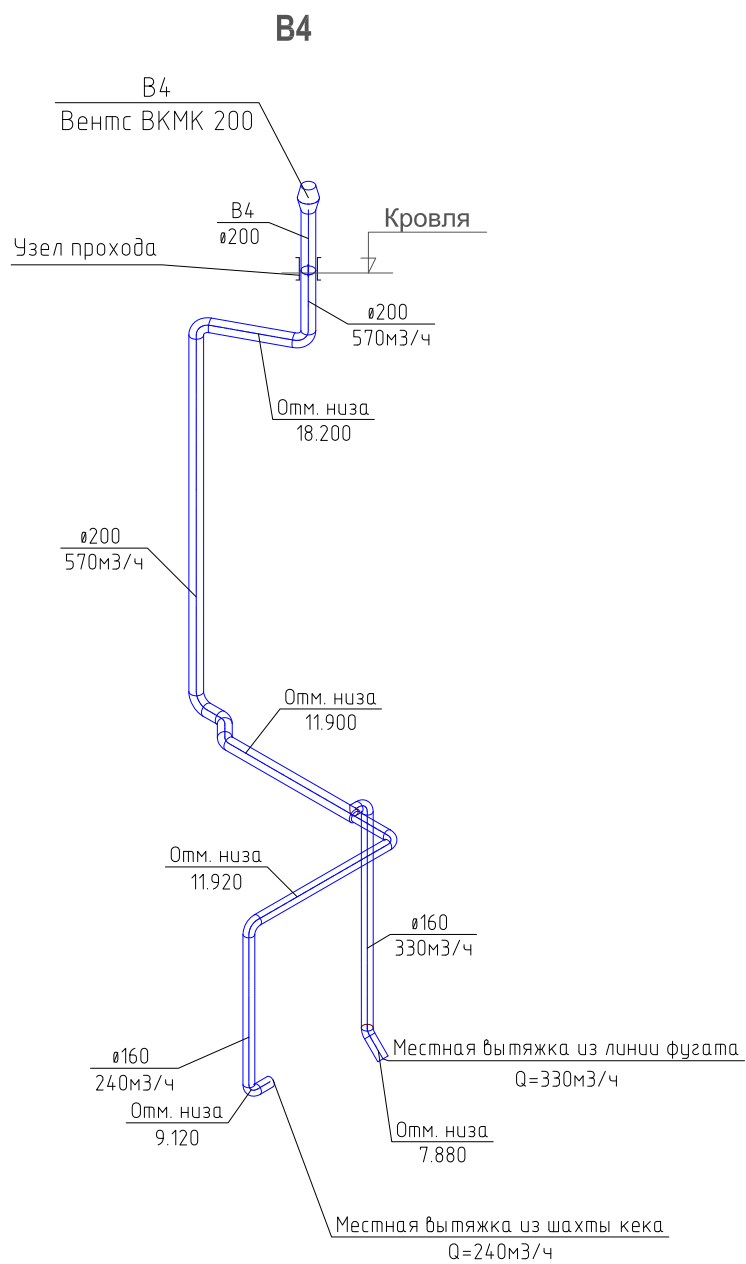 В4
В4
Вентс ВКМК 200
В4
ø200
Кровля
Узел прохода
ø200
570м3/ч
Отм. низа
18.200
ø200
570м3/ч
Отм. низа
11.900
Отм. низа
11.920
ø160
330м3/ч
ø160
240м3/ч
Местная вытяжка из линии фугата
Q=330м3/ч
Отм. низа
9.120
Отм. низа
7.880
Местная вытяжка из шахты кека
Q=240м3/ч